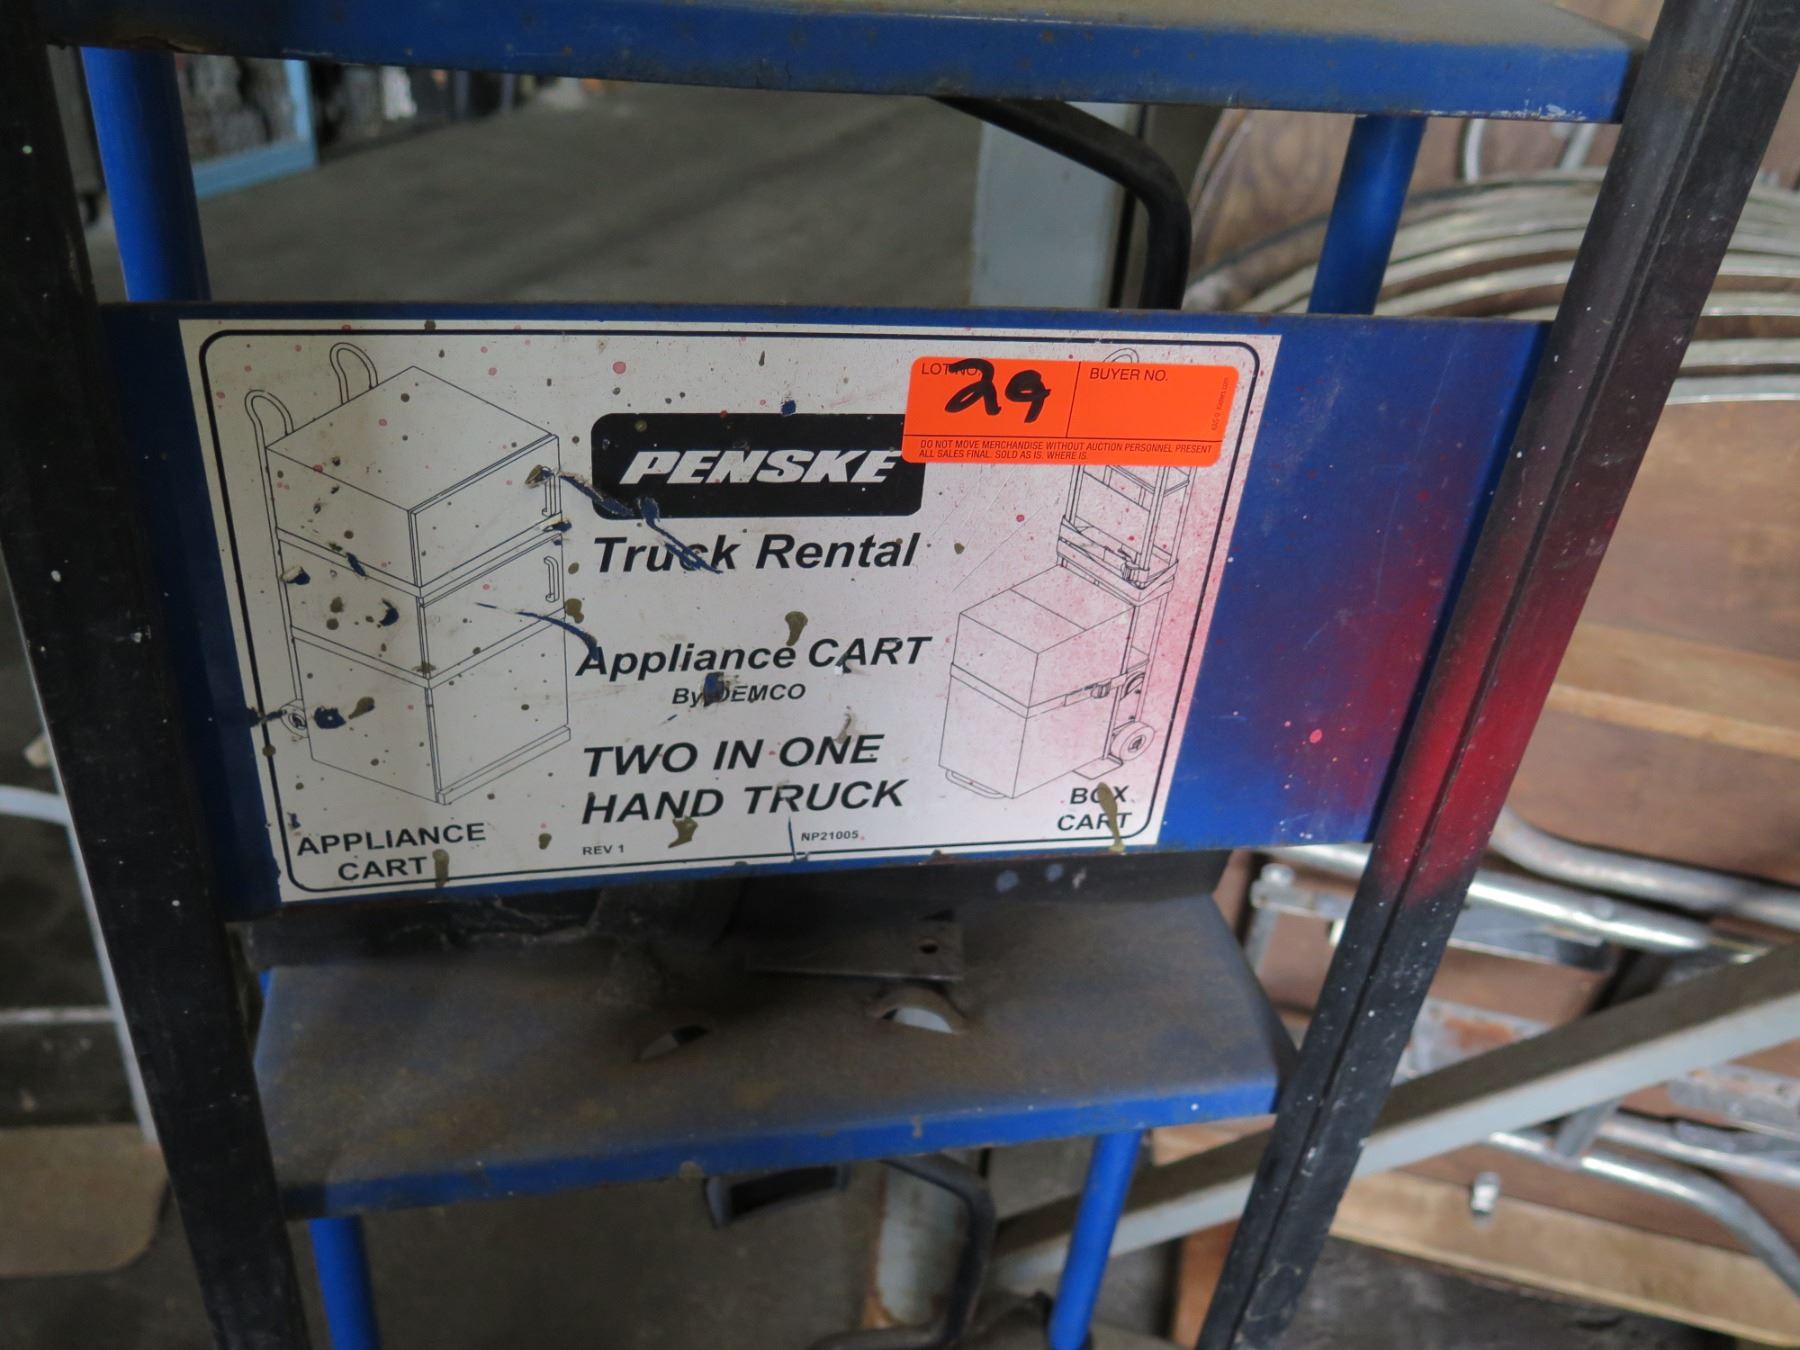 LOT NO.
29
BUYER NO.
DO NOT MOVE MERCHANDISE WITHOUT AUCTION PERSONNEL PRESENT
ALL SALES FINAL. SOLD AS IS. WHERE IS.
PENSKE
Truck Rental
Appliance CART
By DEMCO
TWO IN ONE
HAND TRUCK
REV 1
NP21005
APPLIANCE
CART
BOX
CART